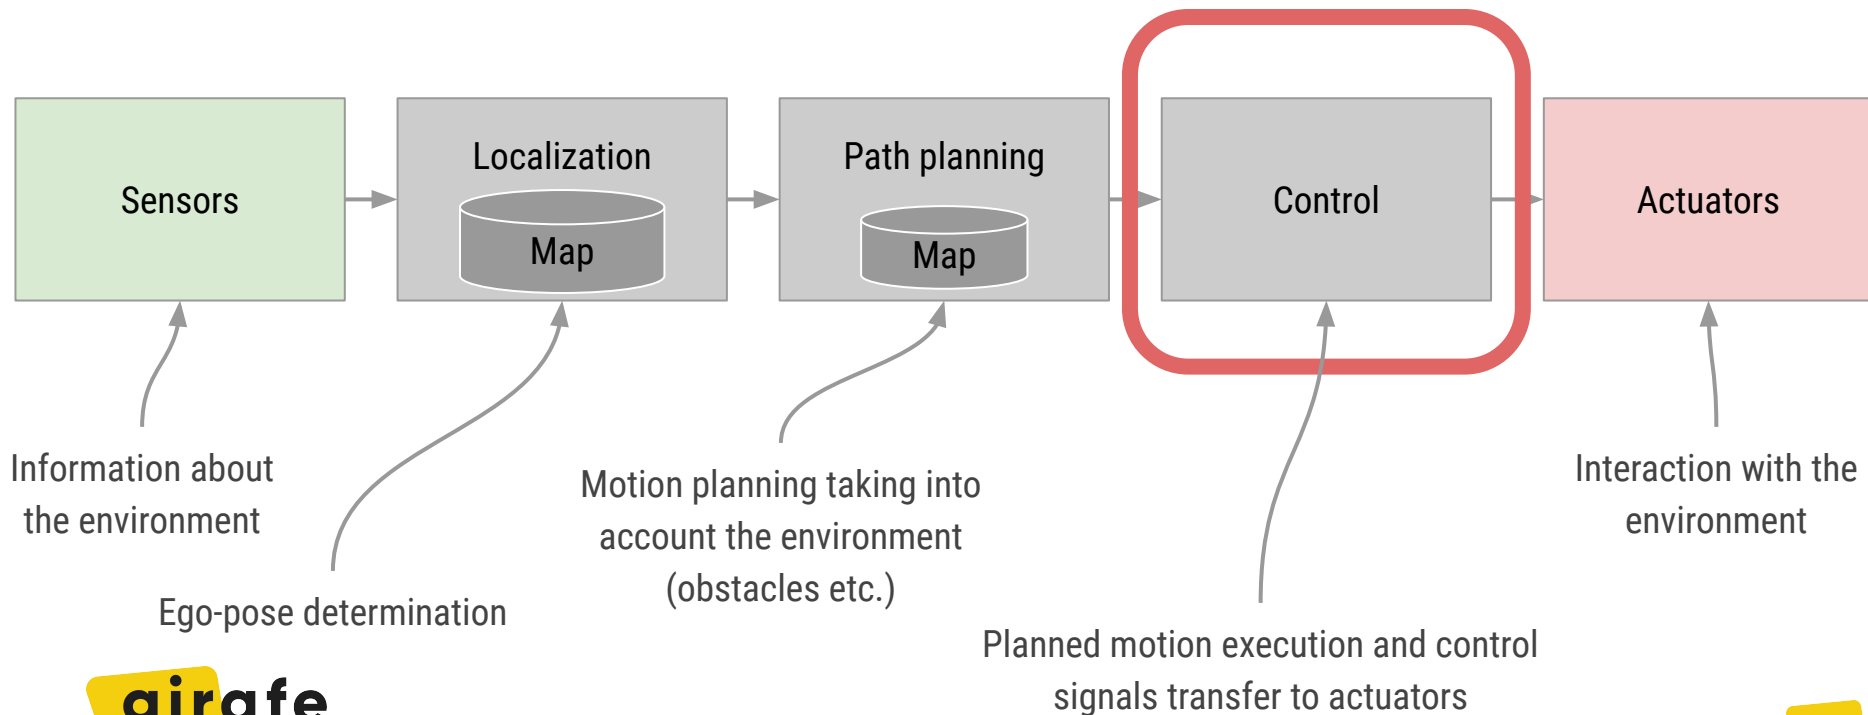 Sensors
Localization
Map
Path planning
Map
Control
Actuators
Information about
the environment
Ego-pose determination
Motion planning taking into
account the environment
(obstacles etc.)
Planned motion execution and control
signals transfer to actuators
Interaction with the
environment
girafe